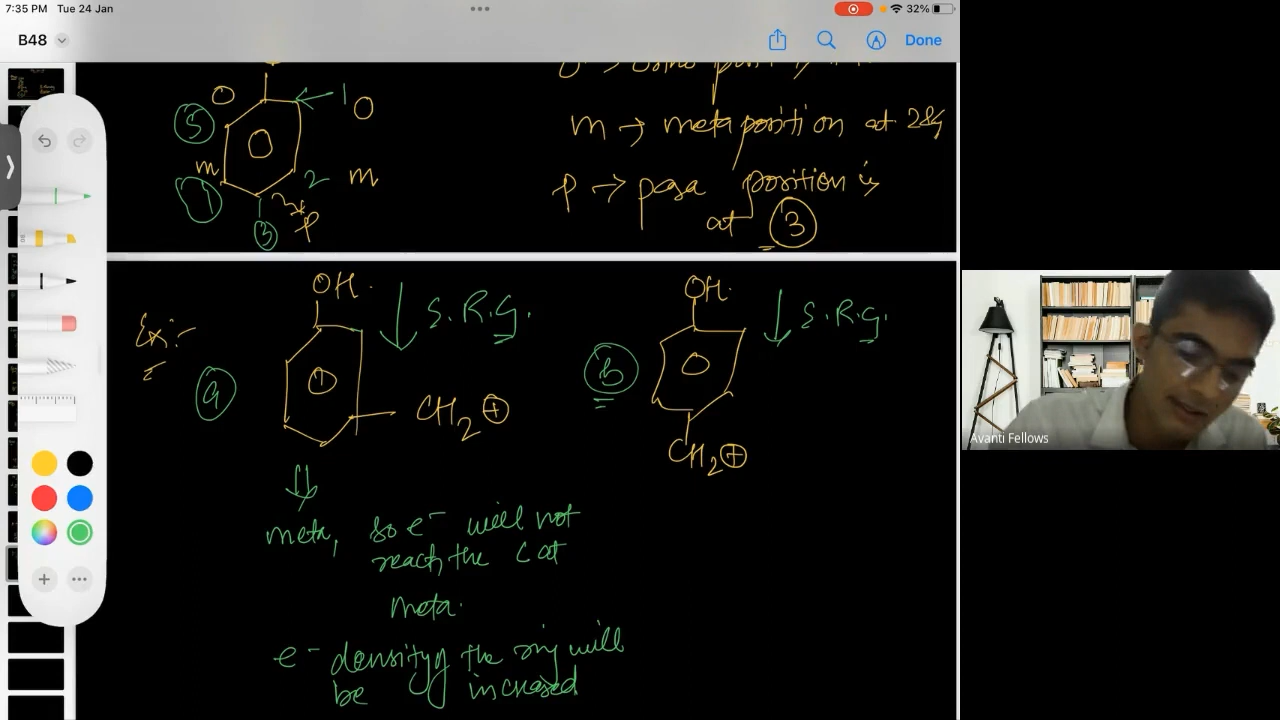 7:35 PM Tue 24 Jan
32%
B48
Done
O
1
O
5
m
2
m
4
3
p
m → meta position at 2&4
p → para position is
at 3
Ex:-
OH
S.R.G.
a
CH2+
OH
S.R.G.
b
CH2+
meta, so e- will not
reach the C at
meta.
e- density of the ring will
be increased
Avanti Fellows